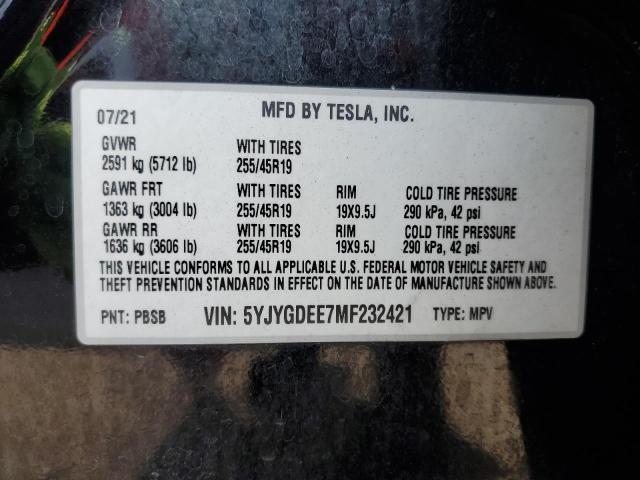 07/21 MFD BY TESLA, INC.
GVWR WITH TIRES
2591 kg (5712 lb) 255/45R19
GAWR FRT WITH TIRES RIM COLD TIRE PRESSURE
1363 kg (3004 lb) 255/45R19 19X9.5J 290 kPa, 42 psi
GAWR RR WITH TIRES RIM COLD TIRE PRESSURE
1636 kg (3606 lb) 255/45R19 19X9.5J 290 kPa, 42 psi
THIS VEHICLE CONFORMS TO ALL APPLICABLE U.S. FEDERAL MOTOR VEHICLE SAFETY AND
THEFT PREVENTION STANDARDS IN EFFECT ON THE DATE OF MANUFACTURE SHOWN ABOVE.
PNT: PBSB VIN: 5YJYGDEE7MF232421 TYPE: MPV